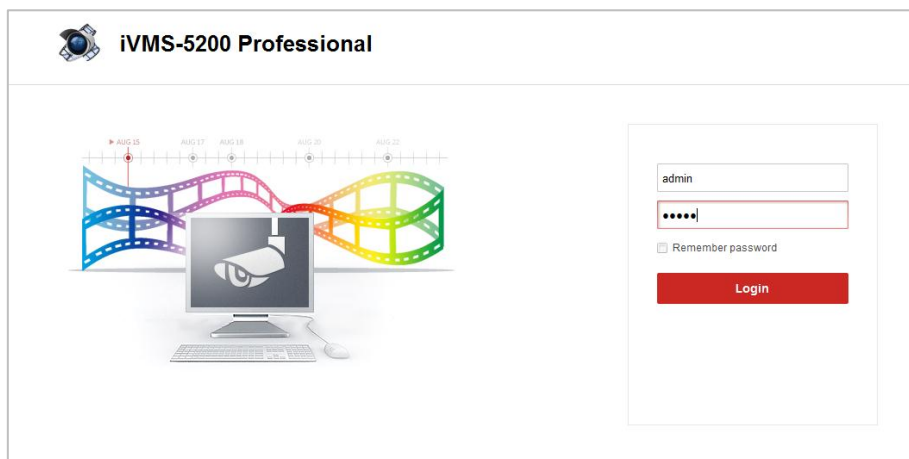 iVMS-5200 Professional
▶ AUG 15 AUG 17 AUG 18 AUG 20 AUG 22
admin
•••••
Remember password
Login